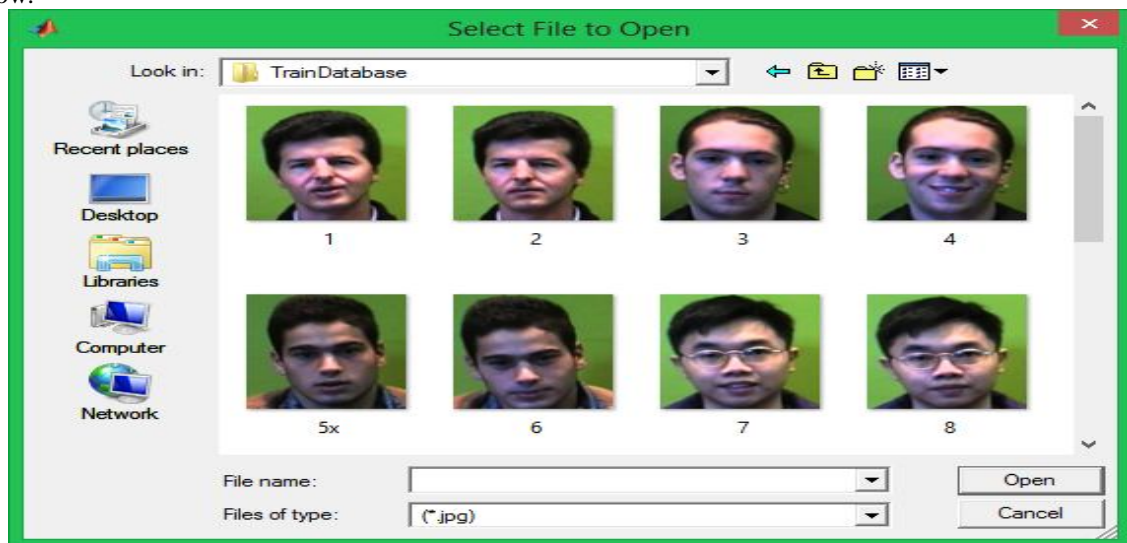 ow.
Select File to Open
Look in: TrainDatabase
Recent places
Desktop
Libraries
Computer
Network
1 2 3 4
5x 6 7 8
File name:
Open
Files of type: (*.jpg)
Cancel